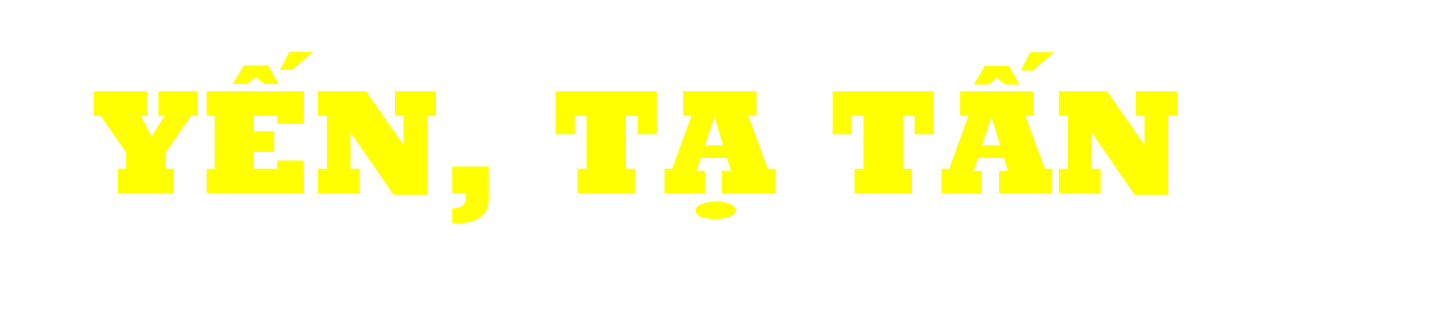 YẾN, TẠ TẤN